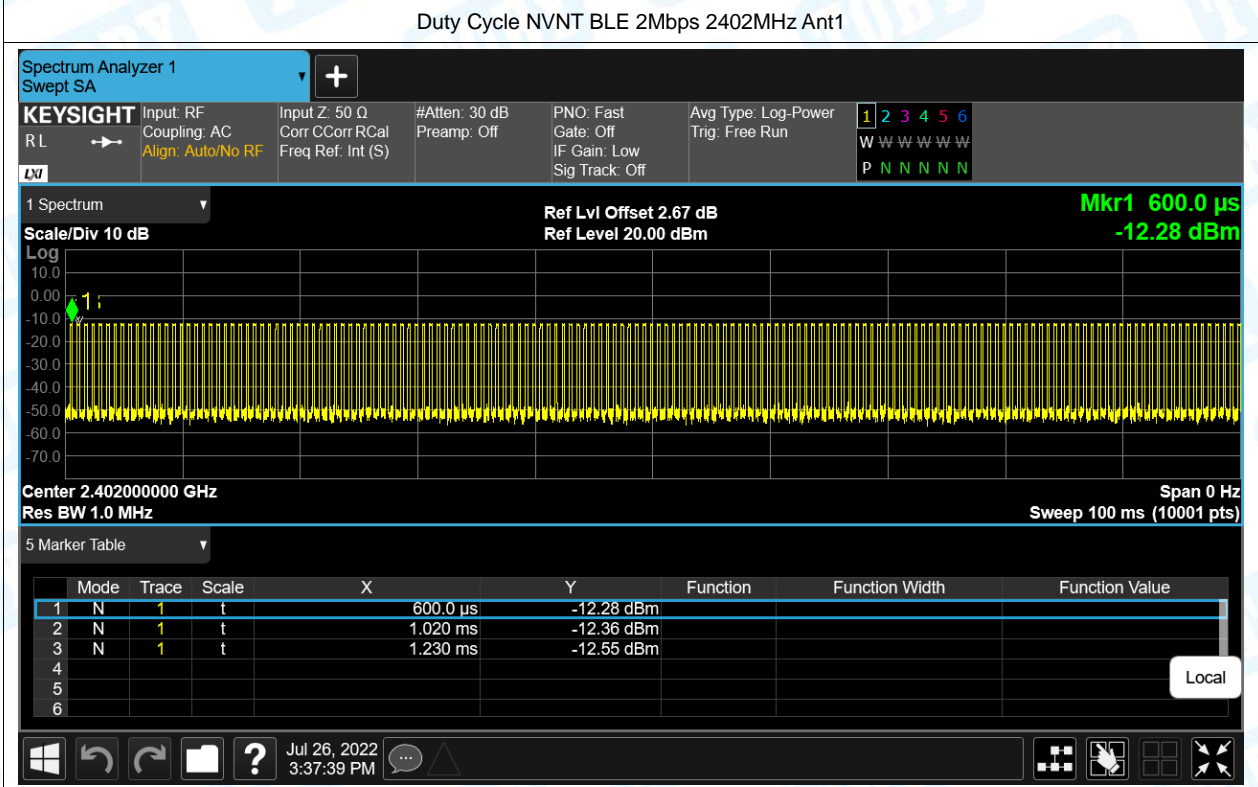 Duty Cycle NVNT BLE 2Mbps 2402MHz Ant1
Spectrum Analyzer 1
Swept SA
KEYSIGHT
R L
LXI
Input: RF
Coupling: AC
Align: Auto/No RF
Input Z: 50 Ω
Corr CCorr RCal
Freq Ref: Int (S)
#Atten: 30 dB
Preamp: Off
PNO: Fast
Gate: Off
IF Gain: Low
Sig Track: Off
Avg Type: Log-Power
Trig: Free Run
1 2 3 4 5 6
W W W W W W
P N N N N N
1 Spectrum
Scale/Div 10 dB
Ref Lvl Offset 2.67 dB
Ref Level 20.00 dBm
Mkr1 600.0 µs
-12.28 dBm
Log
10.0
0.00
-10.0
-20.0
-30.0
-40.0
-50.0
-60.0
-70.0
1
Center 2.402000000 GHz
Res BW 1.0 MHz
Span 0 Hz
Sweep 100 ms (10001 pts)
5 Marker Table
Mode Trace Scale X Y Function Function Width Function Value
1 N 1 t 600.0 µs -12.28 dBm
2 N 1 t 1.020 ms -12.36 dBm
3 N 1 t 1.230 ms -12.55 dBm
4
5
6
Local
?
Jul 26, 2022
3:37:39 PM